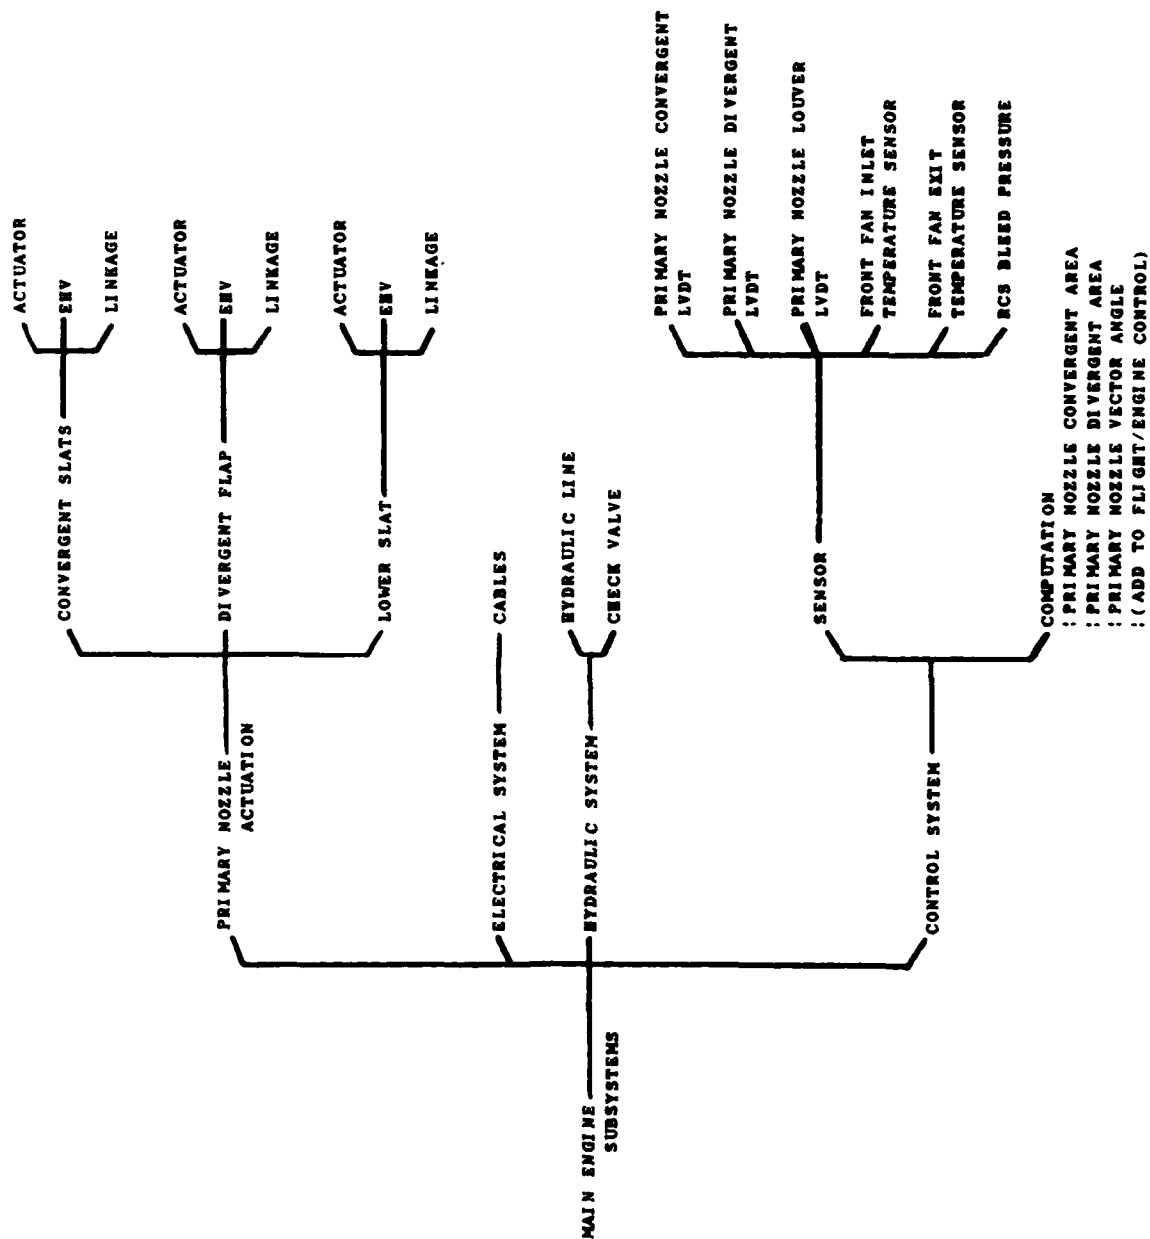 MAIN ENGINE
SUBSYSTEMS
PRIMARY NOZZLE
ACTUATION
CONVERGENT SLATS
ACTUATOR
EHV
LINKAGE
DIVERGENT FLAP
ACTUATOR
EHV
LINKAGE
LOWER SLAT
ACTUATOR
EHV
LINKAGE
ELECTRICAL SYSTEM
CABLES
HYDRAULIC SYSTEM
HYDRAULIC LINE
CHECK VALVE
CONTROL SYSTEM
SENSOR
PRIMARY NOZZLE CONVERGENT
LVDT
PRIMARY NOZZLE DIVERGENT
LVDT
PRIMARY NOZZLE LOUVER
LVDT
FRONT FAN INLET
TEMPERATURE SENSOR
FRONT FAN EXIT
TEMPERATURE SENSOR
RCS BLEED PRESSURE
COMPUTATION
:PRIMARY NOZZLE CONVERGENT AREA
:PRIMARY NOZZLE DIVERGENT AREA
:PRIMARY NOZZLE VECTOR ANGLE
:(ADD TO FLIGHT/ENGINE CONTROL)